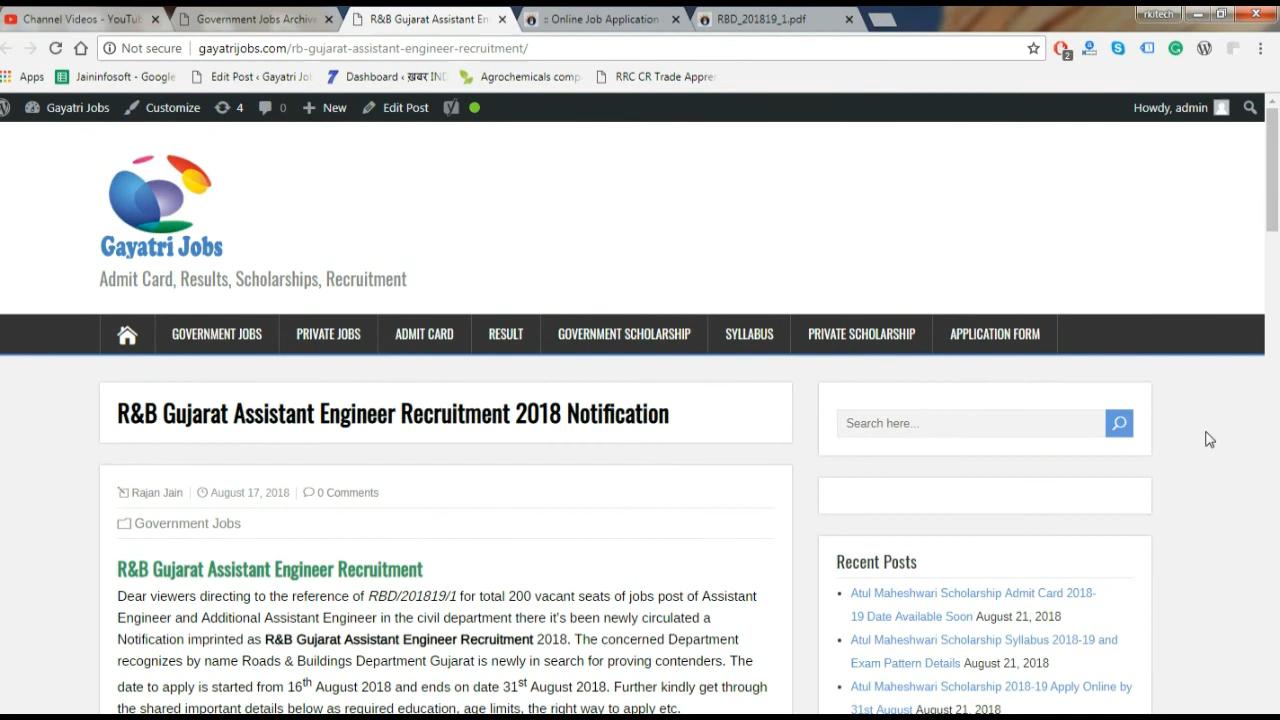 Channel Videos - YouTub
Government Jobs Archive
R&B Gujarat Assistant En
:: Online Job Application
RBD_201819_1.pdf
rkitech
Not secure
gayatrijobs.com/rb-gujarat-assistant-engineer-recruitment/
2
Apps
Jaininfosoft - Google
Edit Post ‹ Gayatri Jo
Dashboard ‹ ख़बर IND
Agrochemicals comp
RRC CR Trade Appre
Gayatri Jobs
Customize
4
0
New
Edit Post
Howdy, admin
Gayatri Jobs
Admit Card, Results, Scholarships, Recruitment
GOVERNMENT JOBS
PRIVATE JOBS
ADMIT CARD
RESULT
GOVERNMENT SCHOLARSHIP
SYLLABUS
PRIVATE SCHOLARSHIP
APPLICATION FORM
R&B Gujarat Assistant Engineer Recruitment 2018 Notification
Rajan Jain
August 17, 2018
0 Comments
Government Jobs
R&B Gujarat Assistant Engineer Recruitment
Dear viewers directing to the reference of RBD/201819/1 for total 200 vacant seats of jobs post of Assistant
Engineer and Additional Assistant Engineer in the civil department there it's been newly circulated a
Notification imprinted as R&B Gujarat Assistant Engineer Recruitment 2018. The concerned Department
recognizes by name Roads & Buildings Department Gujarat is newly in search for proving contenders. The
date to apply is started from 16th August 2018 and ends on date 31st August 2018. Further kindly get through
the shared important details below as required education, age limits, the right way to apply etc.
Search here...
Recent Posts
Atul Maheshwari Scholarship Admit Card 2018-
19 Date Available Soon August 21, 2018
Atul Maheshwari Scholarship Syllabus 2018-19 and
Exam Pattern Details August 21, 2018
Atul Maheshwari Scholarship 2018-19 Apply Online by
31st August August 21, 2018